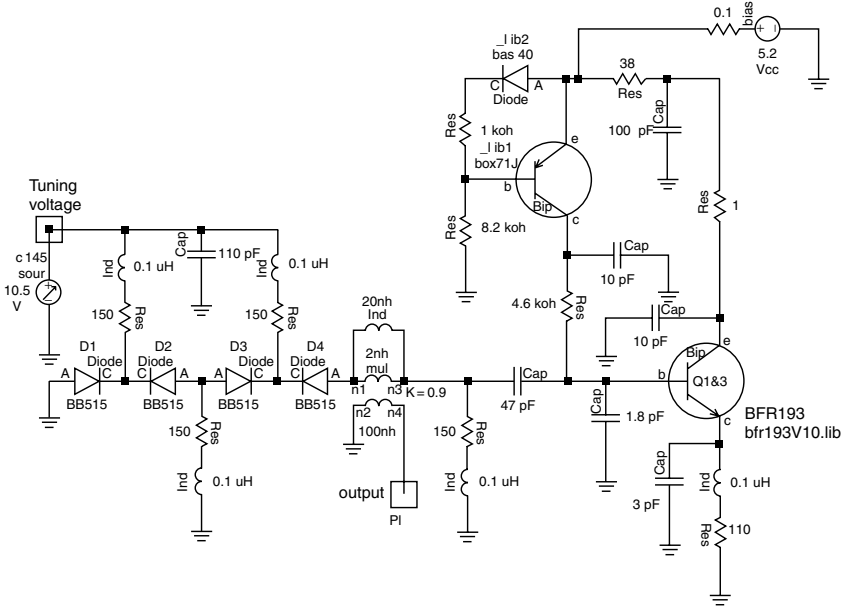 0.1
bias
+ -
5.2
Vcc
_l ib2
bas 40
C
A
Diode
38
Res
Res
1 koh
_l ib1
box71J
e
b
Bip
c
100 pF
Cap
Res
1
Res
8.2 koh
Cap
10 pF
4.6 koh
Res
Cap
10 pF
Tuning
voltage
c 145
sour
10.5
V
Ind
0.1 uH
Cap
110 pF
Ind
0.1 uH
150
Res
150
Res
20nh
Ind
D1
Diode
D2
Diode
D3
Diode
D4
Diode
2nh
mul
A
C
C
A
A
C
C
A
n1
n3
K = 0.9
BB515
BB515
BB515
BB515
n2
n4
100nh
Cap
47 pF
e
Bip
b
Q1&3
c
BFR193
bfr193V10.lib
Cap
1.8 pF
150
Res
Ind
0.1 uH
output
PI
150
Res
Ind
0.1 uH
Cap
3 pF
Ind
0.1 uH
Res
110